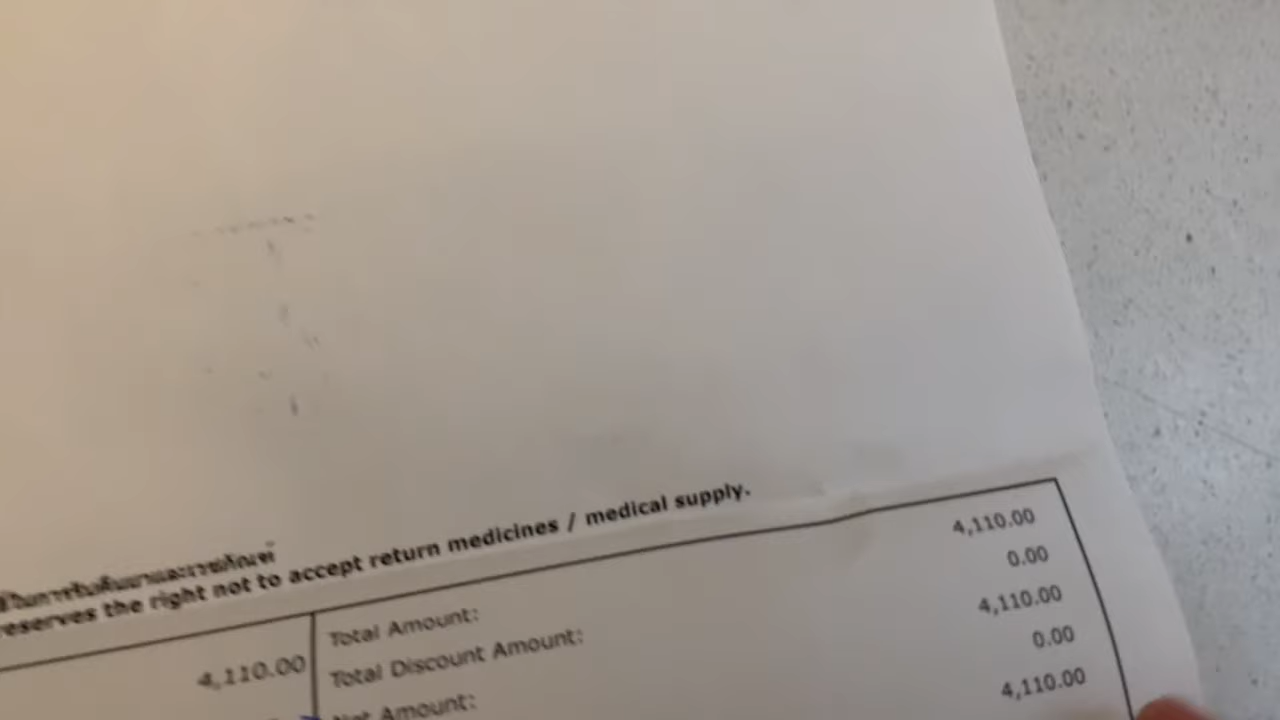 reserves the right not to accept return medicines / medical supply.
4,110.00
Total Amount: 4,110.00
Total Discount Amount: 0.00
Net Amount: 4,110.00
0.00
4,110.00